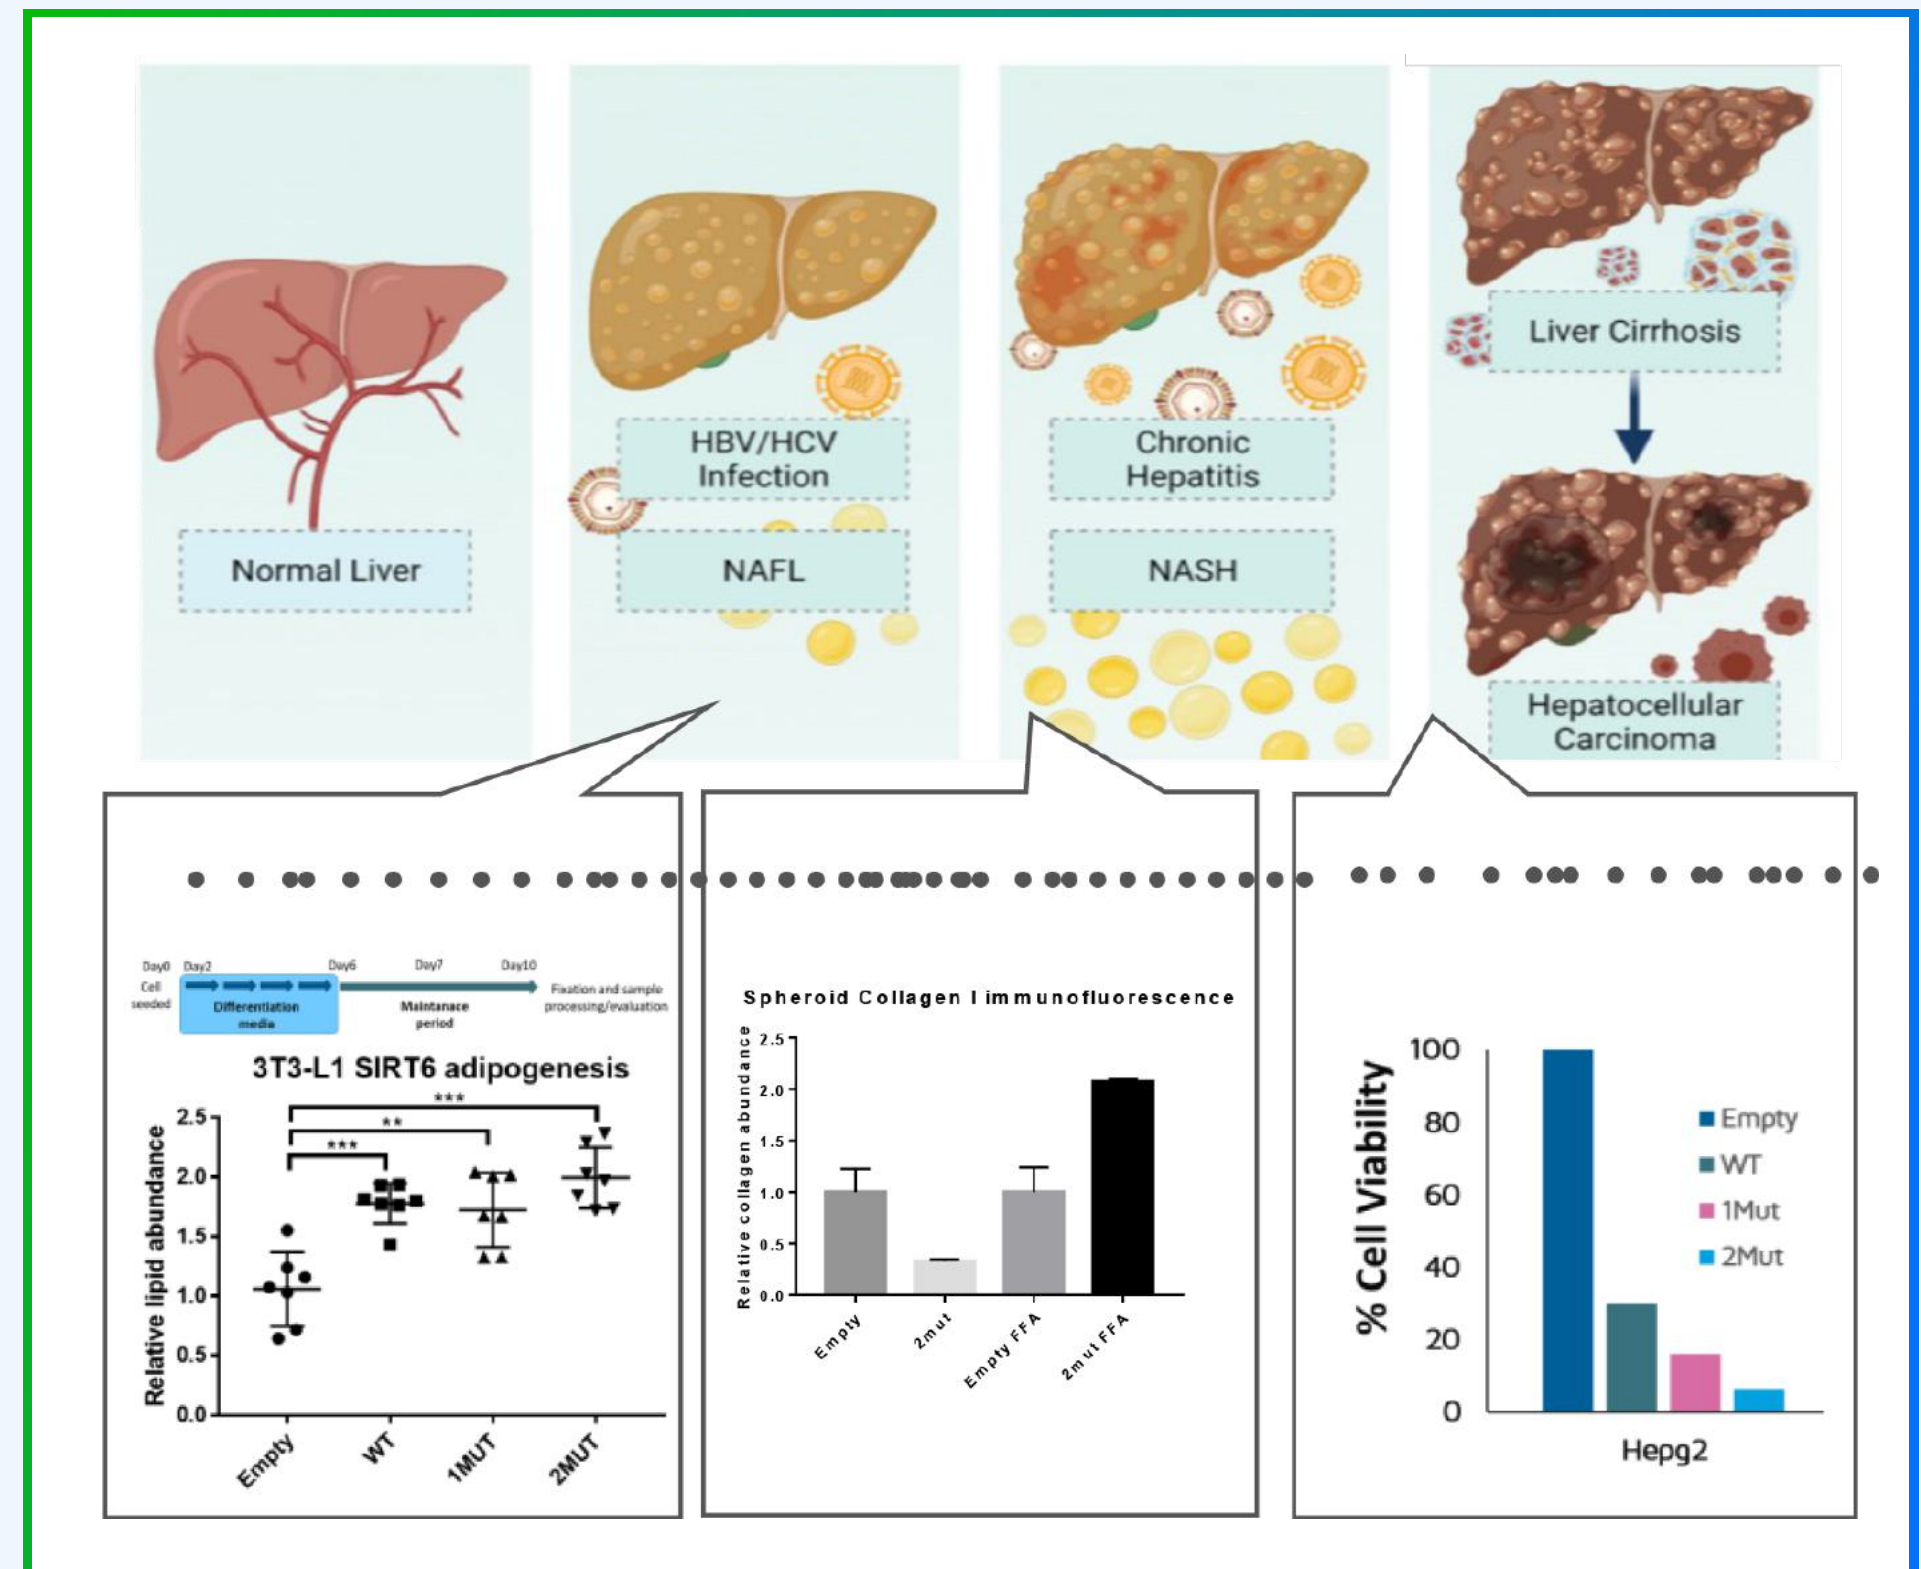 Normal Liver
HBV/HCV
Infection
NAFL
Chronic
Hepatitis
NASH
Liver Cirrhosis
Hepatocellular
Carcinoma
Day0 Day2 Day6 Day7 Day10
Cell
seeded
Differentiation
media
Maintanace
period
Fixation and sample
processing/evaluation
3T3-L1 SIRT6 adipogenesis
Relative lipid abundance
2.5
2.0
1.5
1.0
0.5
0.0
***
**
***
Empty
WT
1MUT
2MUT
Spheroid Collagen I immunofluorescence
Relative collagen abundance
2.5
2.0
1.5
1.0
0.5
0.0
Empty
2mut
Empty FFA
2mut FFA
% Cell Viability
100
80
60
40
20
0
Empty
WT
1Mut
2Mut
Hepg2